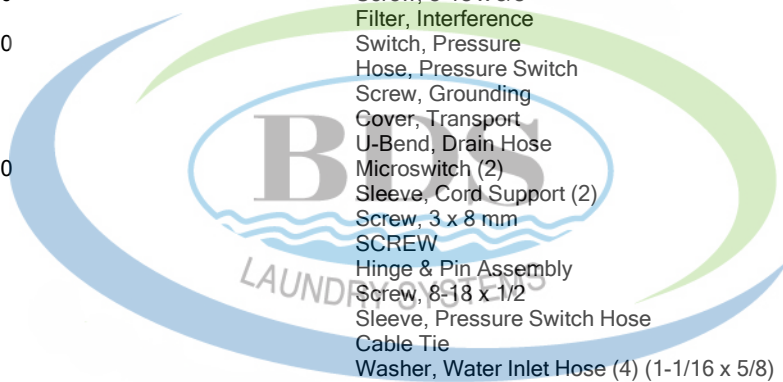 Filter, Interference
0 Switch, Pressure
Hose, Pressure Switch
Screw, Grounding
Cover, Transport
U-Bend, Drain Hose
0 Microswitch (2)
Sleeve, Cord Support (2)
Screw, 3 x 8 mm
SCREW
Hinge & Pin Assembly
Screw, 8-18 x 1/2
Sleeve, Pressure Switch Hose
Cable Tie
Washer, Water Inlet Hose (4) (1-1/16 x 5/8)
BDS
LAUNDRY SYSTEMS